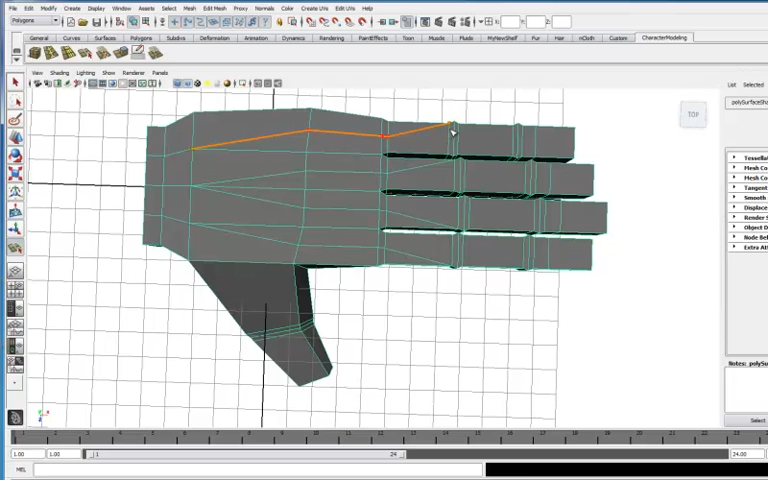 File Edit Modify Create Display Window Assets Select Mesh Edit Mesh Proxy Normals Color Create UVs Edit UVs Help
Polygons X: Y: Z:
General Curves Surfaces Polygons Subdivs Deformation Animation Dynamics Rendering PaintEffects Toon Muscle Fluids MyNewShelf Fur Hair nCloth Custom CharacterModeling
View Shading Lighting Show Renderer Panels
List Selected
polySurfaceSha
TOP
Tessella
Mesh Co
Mesh Co
Tangent
Smooth
Displace
Render S
Object D
Node Be
Extra At
Notes: poly
Select
1.00 1.00 1 24 24.00
MEL